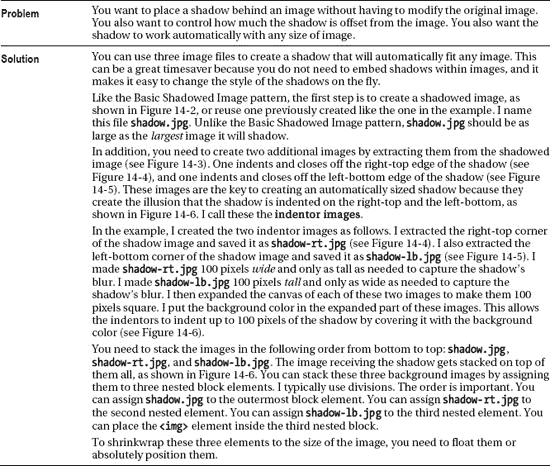 Problem
You want to place a shadow behind an image without having to modify the original image.
You also want to control how much the shadow is offset from the image. You also want the
shadow to work automatically with any size of image.
Solution
You can use three image files to create a shadow that will automatically fit any image. This
can be a great timesaver because you do not need to embed shadows within images, and it
makes it easy to change the style of the shadows on the fly.
Like the Basic Shadowed Image pattern, the first step is to create a shadowed image, as
shown in Figure 14-2, or reuse one previously created like the one in the example. I name
this file shadow.jpg. Unlike the Basic Shadowed Image pattern, shadow.jpg should be as
large as the largest image it will shadow.
In addition, you need to create two additional images by extracting them from the shadowed
image (see Figure 14-3). One indents and closes off the right-top edge of the shadow (see
Figure 14-4), and one indents and closes off the left-bottom edge of the shadow (see Figure
14-5). These images are the key to creating an automatically sized shadow because they
create the illusion that the shadow is indented on the right-top and the left-bottom, as
shown in Figure 14-6. I call these the indentor images.
In the example, I created the two indentor images as follows. I extracted the right-top corner
of the shadow image and saved it as shadow-rt.jpg (see Figure 14-4). I also extracted the
left-bottom corner of the shadow image and saved it as shadow-lb.jpg (see Figure 14-5). I
made shadow-rt.jpg 100 pixels wide and only as tall as needed to capture the shadow's
blur. I made shadow-lb.jpg 100 pixels tall and only as wide as needed to capture the
shadow's blur. I then expanded the canvas of each of these two images to make them 100
pixels square. I put the background color in the expanded part of these images. This allows
the indentors to indent up to 100 pixels of the shadow by covering it with the background
color (see Figure 14-6).
You need to stack the images in the following order from bottom to top: shadow.jpg,
shadow-rt.jpg, and shadow-lb.jpg. The image receiving the shadow gets stacked on top of
them all, as shown in Figure 14-6. You can stack these three background images by assigning
them to three nested block elements. I typically use divisions. The order is important. You
can assign shadow.jpg to the outermost block element. You can assign shadow-rt.jpg to
the second nested element. You can assign shadow-lb.jpg to the third nested element. You
can place the <img> element inside the third nested block.
To shrinkwrap these three elements to the size of the image, you need to float them or
absolutely position them.